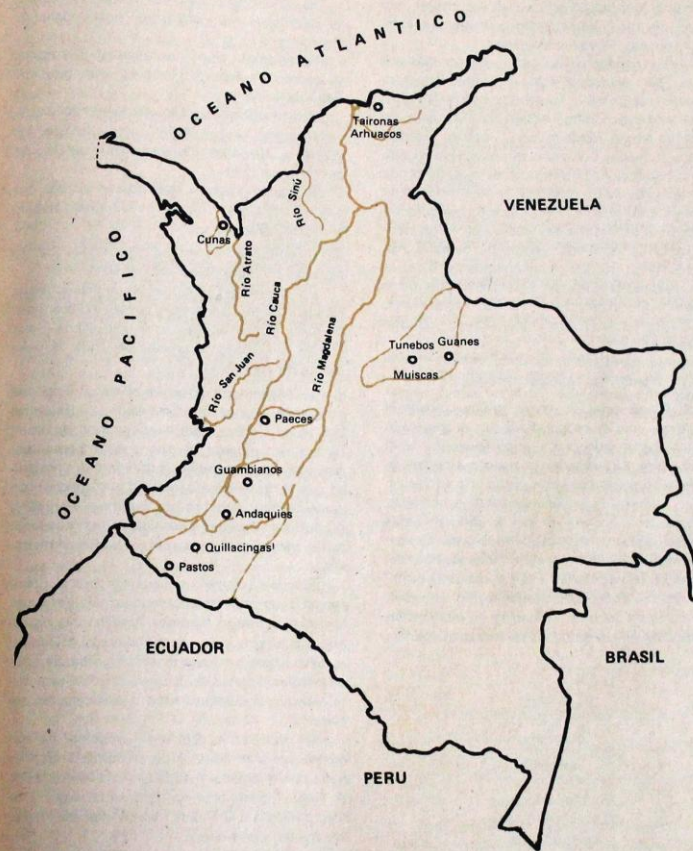 OCEANO ATLANTICO
Taironas
Arhuacos
VENEZUELA
Río Sinú
Cunas
OCEANO PACIFICO
Río Atrato
Río Cauca
Río Magdalena
Tunebos
Guanes
Muiscas
Río San Juan
Paeces
Guambianos
Andaquies
Quillacingas
Pastos
ECUADOR
BRASIL
PERU